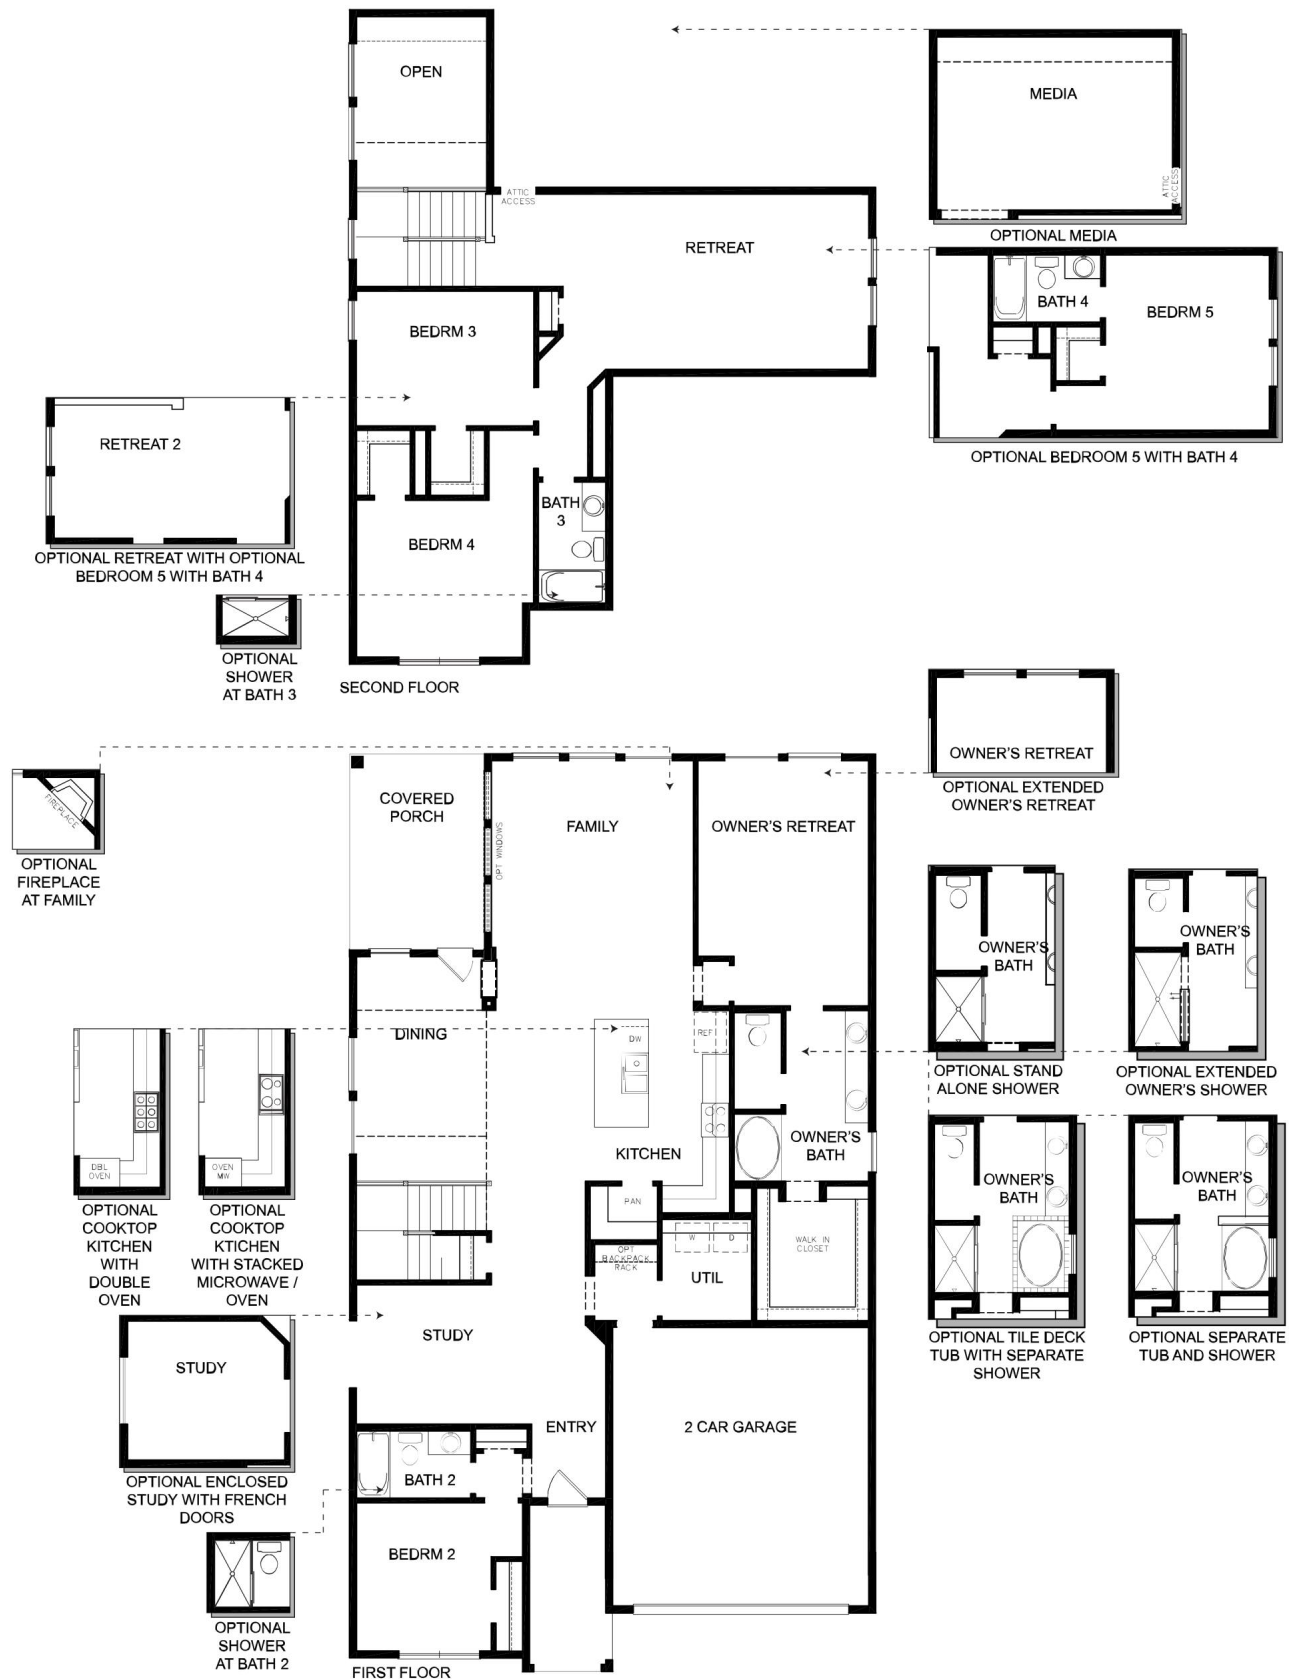 OPEN
MEDIA
ATTIC
ACCESS
ATTIC
ACCESS
OPTIONAL MEDIA
RETREAT
BATH 4
BEDRM 5
OPTIONAL BEDROOM 5 WITH BATH 4
BEDRM 3
RETREAT 2
OPTIONAL RETREAT WITH OPTIONAL
BEDROOM 5 WITH BATH 4
BATH
3
BEDRM 4
OPTIONAL
SHOWER
AT BATH 3
SECOND FLOOR
OWNER'S RETREAT
OPTIONAL EXTENDED
OWNER'S RETREAT
FIREPLACE
OPTIONAL
FIREPLACE
AT FAMILY
COVERED
PORCH
OPT WINDOWS
FAMILY
OWNER'S RETREAT
OWNER'S
BATH
OPTIONAL STAND
ALONE SHOWER
OWNER'S
BATH
OPTIONAL EXTENDED
OWNER'S SHOWER
DINING
DW
REF
KITCHEN
OWNER'S
BATH
DBL
OVEN
OPTIONAL
COOKTOP
KITCHEN
WITH
DOUBLE
OVEN
OVEN
MW
OPTIONAL
COOKTOP
KTICHEN
WITH STACKED
MICROWAVE /
OVEN
PAN
OPT
BACKPACK
RACK
W
D
UTIL
WALK IN
CLOSET
OWNER'S
BATH
OPTIONAL TILE DECK
TUB WITH SEPARATE
SHOWER
OWNER'S
BATH
OPTIONAL SEPARATE
TUB AND SHOWER
STUDY
STUDY
OPTIONAL ENCLOSED
STUDY WITH FRENCH
DOORS
ENTRY
2 CAR GARAGE
BATH 2
BEDRM 2
OPTIONAL
SHOWER
AT BATH 2
FIRST FLOOR